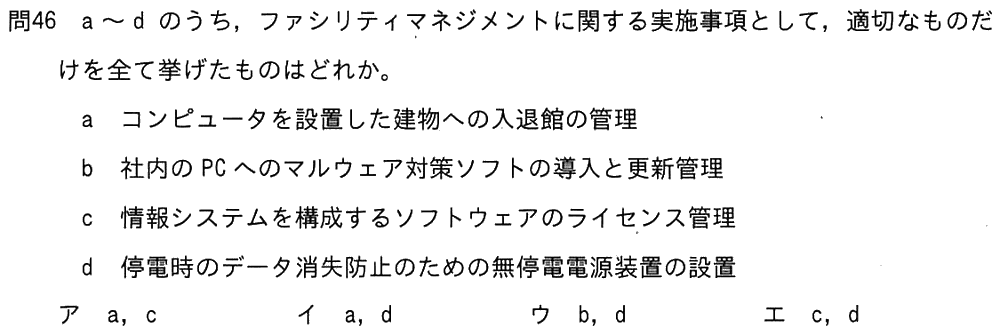 問46 a～d のうち，ファシリティマネジメントに関する実施事項として，適切なものだ
けを全て挙げたものはどれか。
a コンピュータを設置した建物への入退館の管理
b 社内の PC へのマルウェア対策ソフトの導入と更新管理
c 情報システムを構成するソフトウェアのライセンス管理
d 停電時のデータ消失防止のための無停電電源装置の設置
ア a，c イ a，d ウ b，d エ c，d